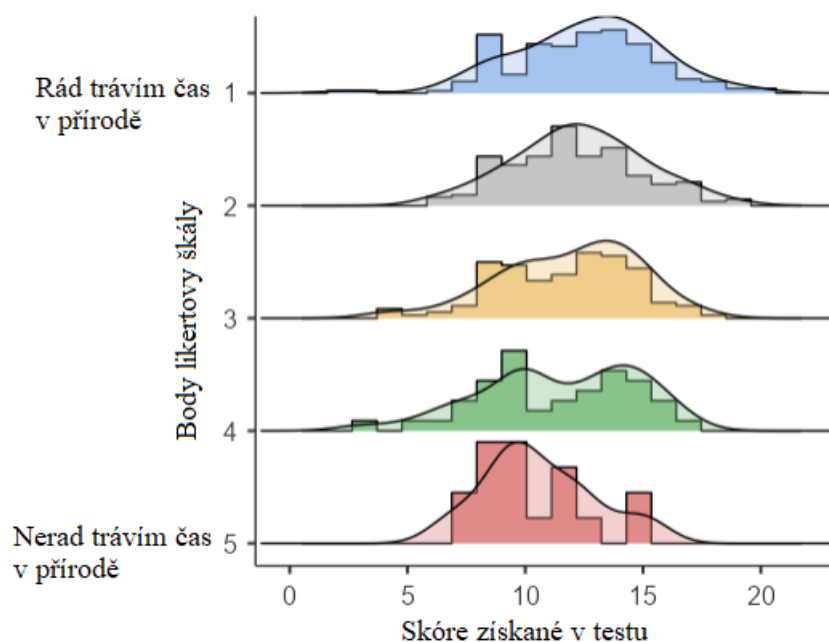 Rád trávím čas
v přírodě
Body likertovy škály
1
2
3
4
5
Nerad trávím čas
v přírodě
0 5 10 15 20
Skóre získané v testu